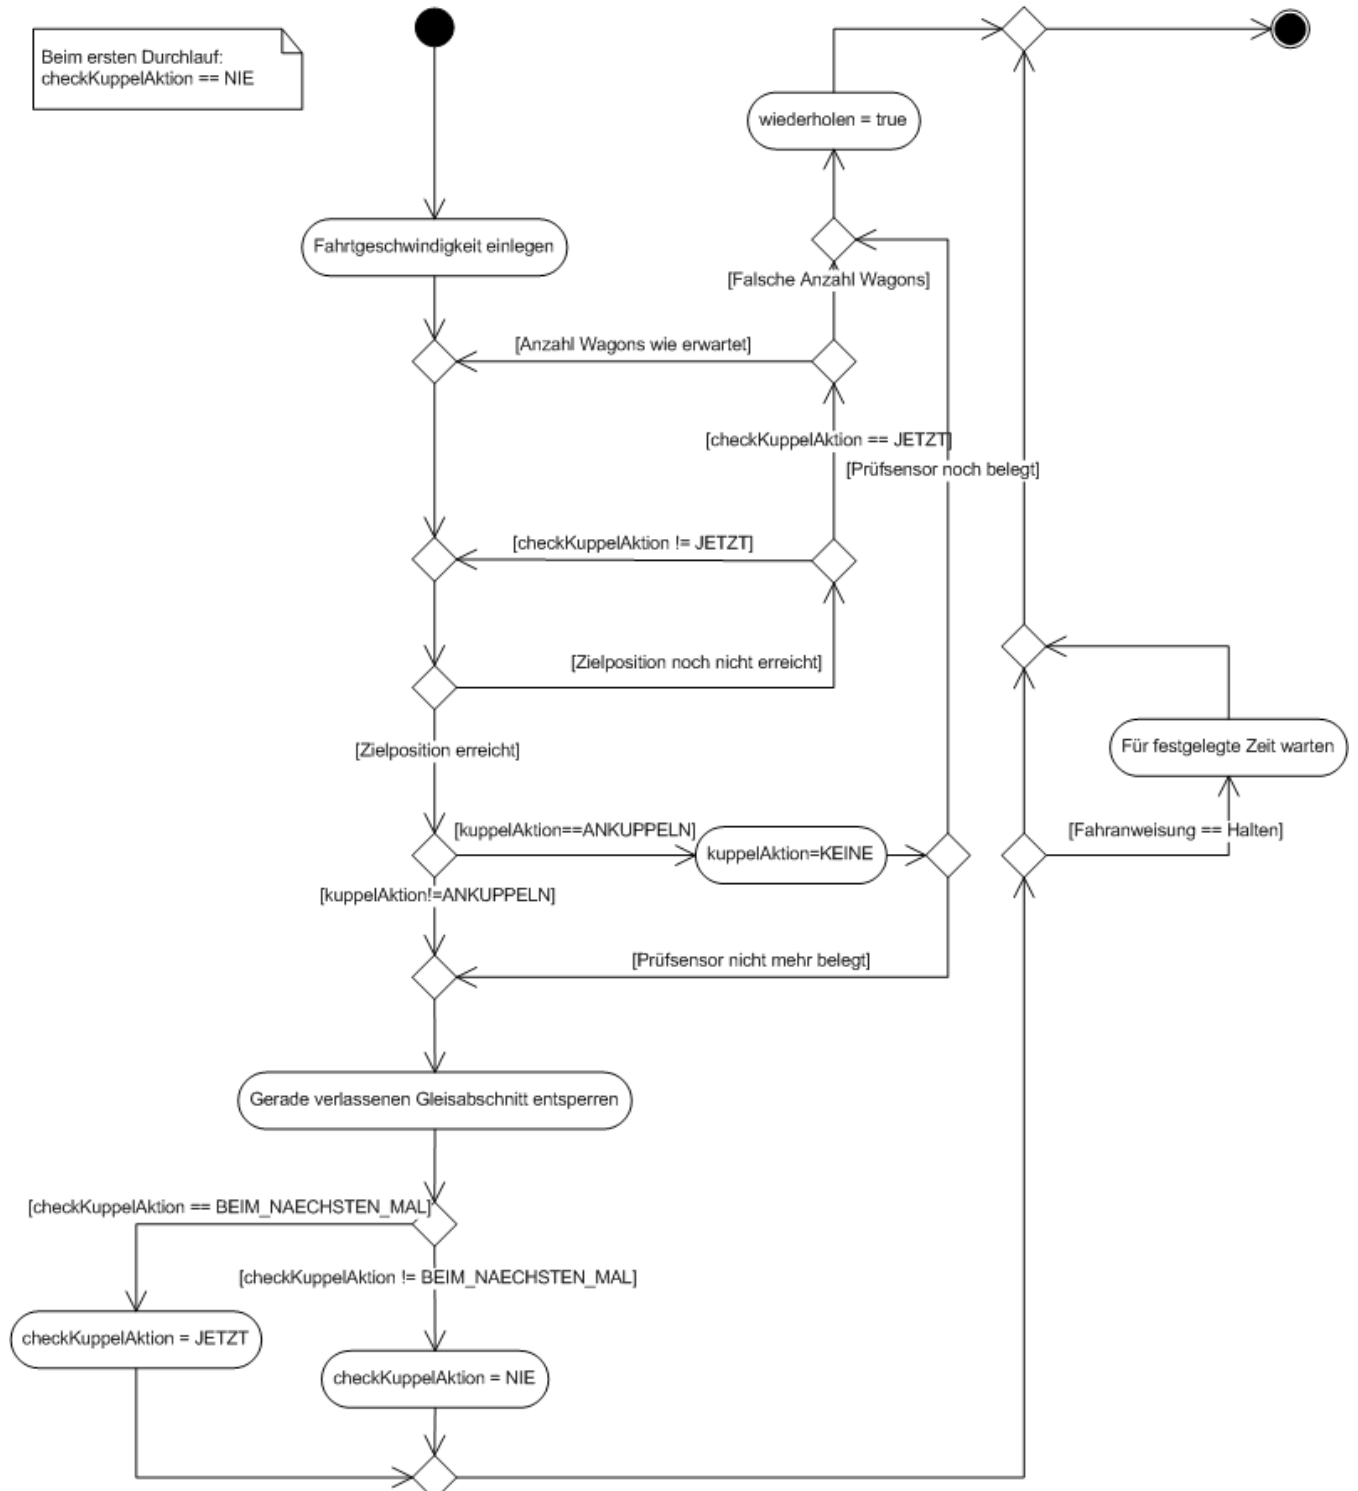 Beim ersten Durchlauf:
checkKuppelAktion == NIE
wiederholen = true
Fahrtgeschwindigkeit einlegen
[Falsche Anzahl Wagons]
[Anzahl Wagons wie erwartet]
[checkKuppelAktion == JETZT]
[Prüfsensor noch belegt]
[checkKuppelAktion != JETZT]
[Zielposition noch nicht erreicht]
[Zielposition erreicht]
Für festgelegte Zeit warten
[kuppelAktion==ANKUPPELN]
[Fahranweisung == Halten]
kuppelAktion=KEINE
[kuppelAktion!=ANKUPPELN]
[Prüfsensor nicht mehr belegt]
Gerade verlassenen Gleisabschnitt entsperren
[checkKuppelAktion == BEIM_NAECHSTEN_MAL]
[checkKuppelAktion != BEIM_NAECHSTEN_MAL]
checkKuppelAktion = JETZT
checkKuppelAktion = NIE